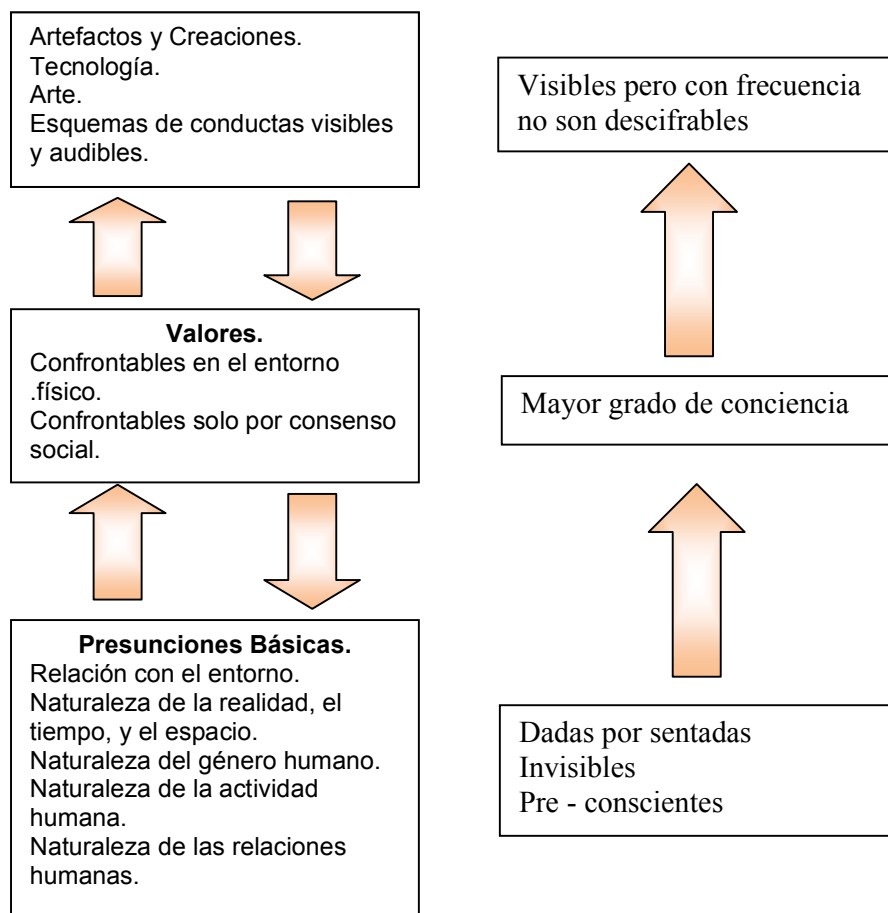 Artefactos y Creaciones.
Tecnología.
Arte.
Esquemas de conductas visibles
y audibles.
Visibles pero con frecuencia
no son descifrables
Valores.
Confrontables en el entorno
.físico.
Confrontables solo por consenso
social.
Mayor grado de conciencia
Presunciones Básicas.
Relación con el entorno.
Naturaleza de la realidad, el
tiempo, y el espacio.
Naturaleza del género humano.
Naturaleza de la actividad
humana.
Naturaleza de las relaciones
humanas.
Dadas por sentadas
Invisibles
Pre - conscientes